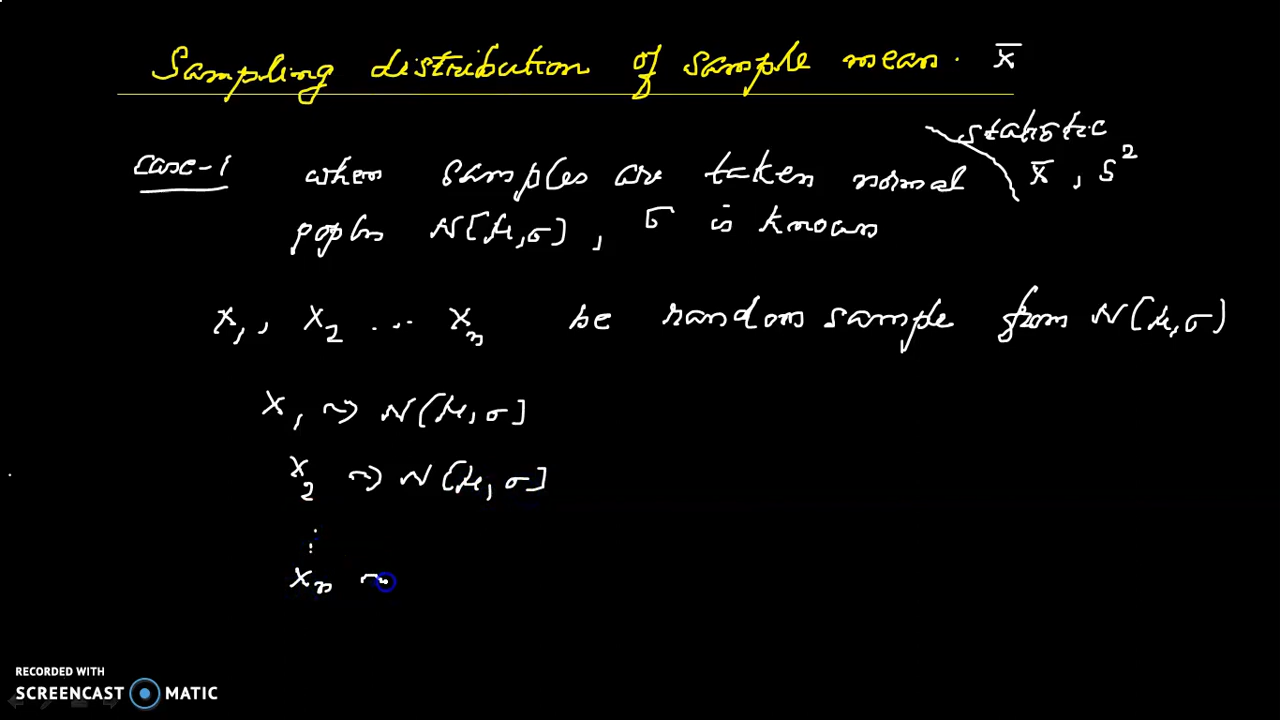 Sampling distribution of sample mean. x̄
statistic
case-1 when samples are taken normal x̄, S²
popln N(μ,σ), σ is known
x₁, x₂ ... xₙ be random sample from N(μ,σ)
x₁ ~> N(μ,σ)
x₂ ~> N(μ,σ)
⋮
xₙ ~
RECORDED WITH
SCREENCAST MATIC